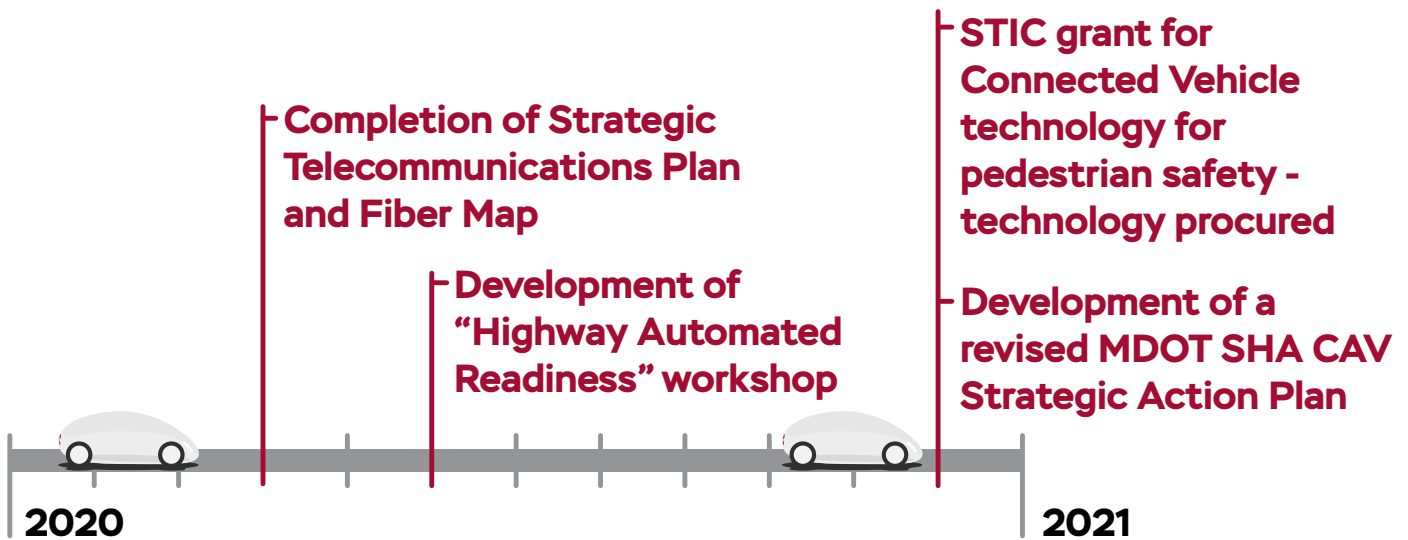 Completion of Strategic
Telecommunications Plan
and Fiber Map
Development of
“Highway Automated
Readiness” workshop
STIC grant for
Connected Vehicle
technology for
pedestrian safety -
technology procured
Development of a
revised MDOT SHA CAV
Strategic Action Plan
2020
2021